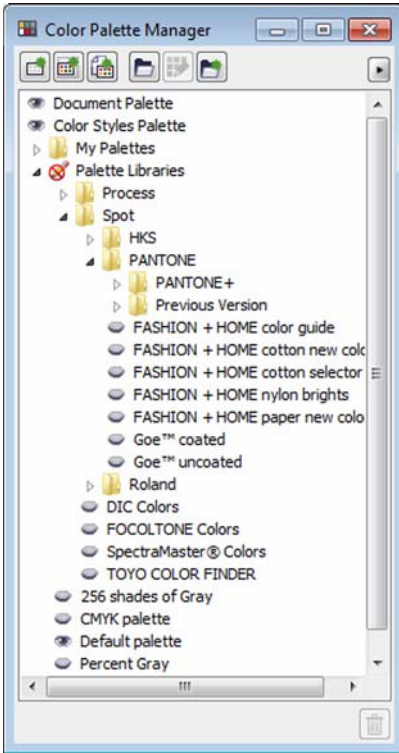 Color Palette Manager
Document Palette
Color Styles Palette
My Palettes
Palette Libraries
Process
Spot
HKS
PANTONE
PANTONE+
Previous Version
FASHION + HOME color guide
FASHION + HOME cotton new colo
FASHION + HOME cotton selector
FASHION + HOME nylon brights
FASHION + HOME paper new colo
Goe™ coated
Goe™ uncoated
Roland
DIC Colors
FOCOLTONE Colors
SpectraMaster® Colors
TOYO COLOR FINDER
256 shades of Gray
CMYK palette
Default palette
Percent Gray